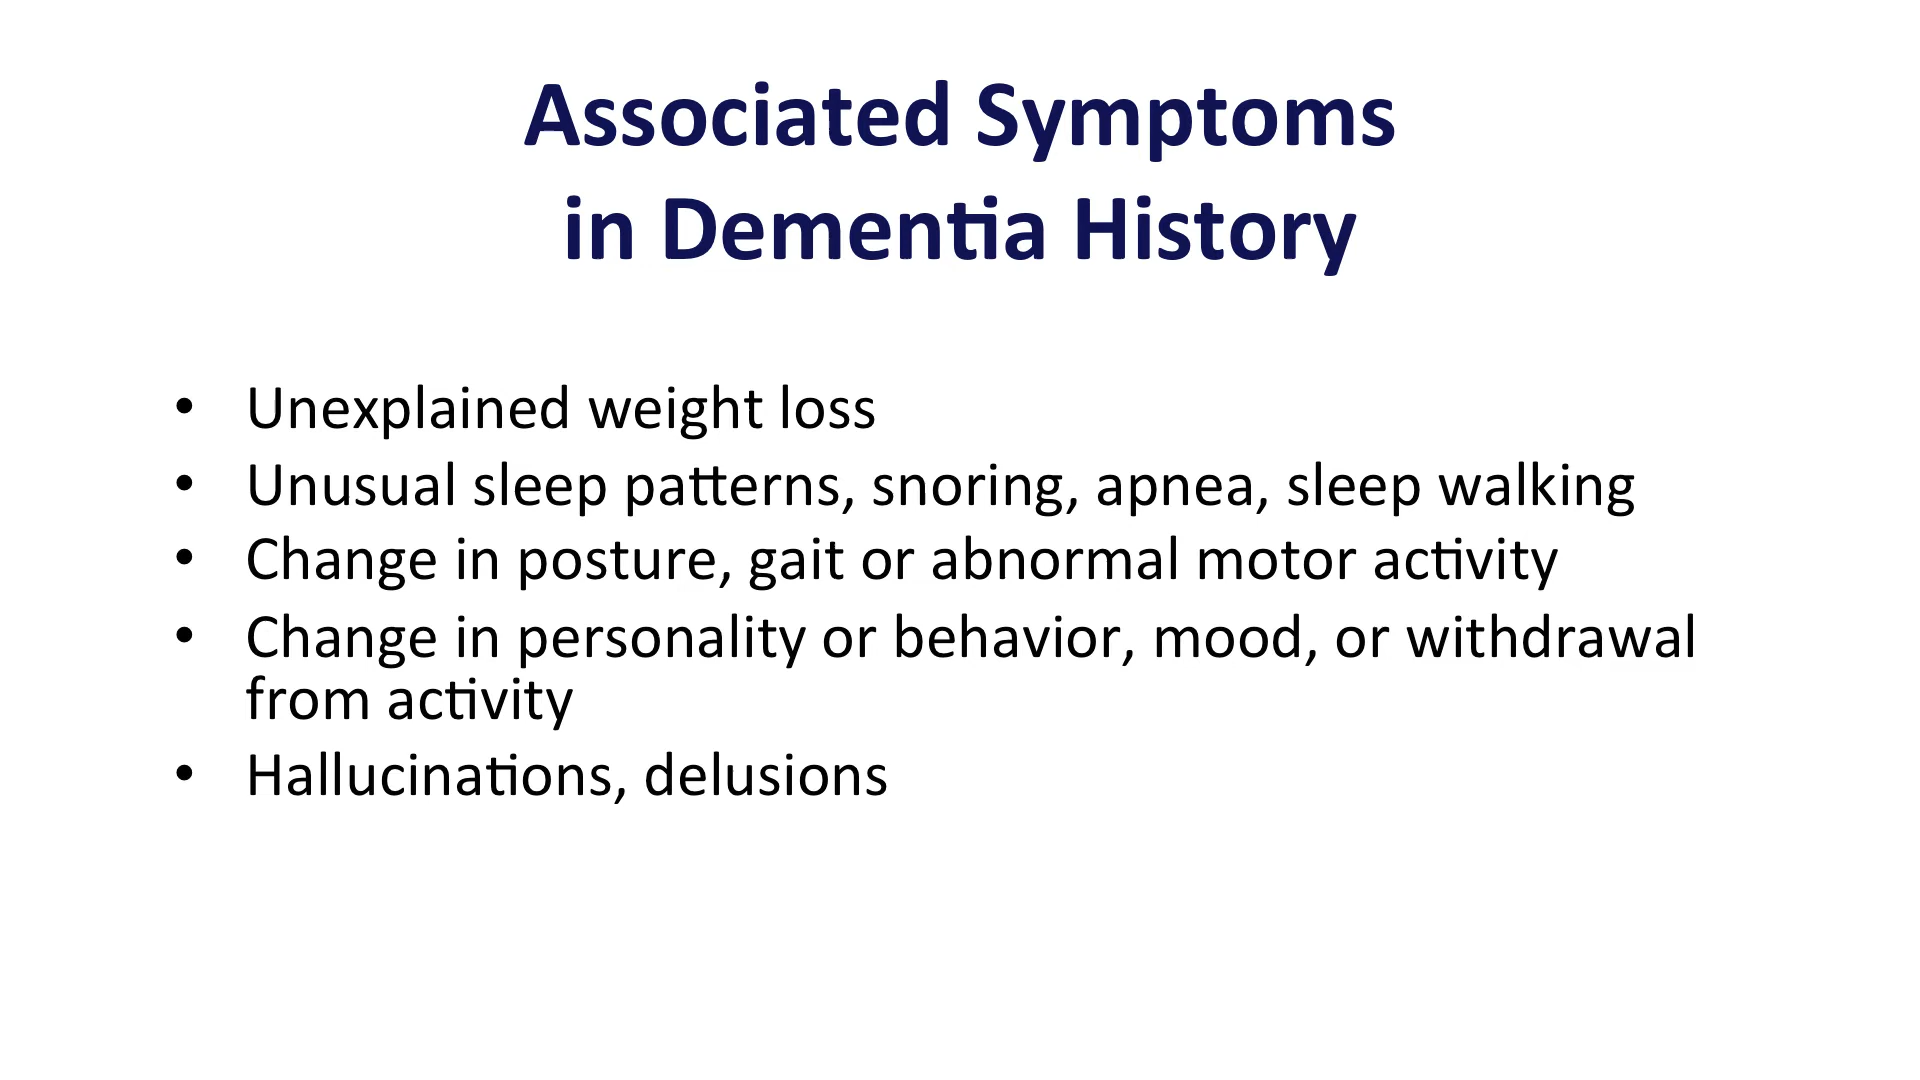 Associated Symptoms
in Dementia History
• Unexplained weight loss
• Unusual sleep patterns, snoring, apnea, sleep walking
• Change in posture, gait or abnormal motor activity
• Change in personality or behavior, mood, or withdrawal
from activity
• Hallucinations, delusions